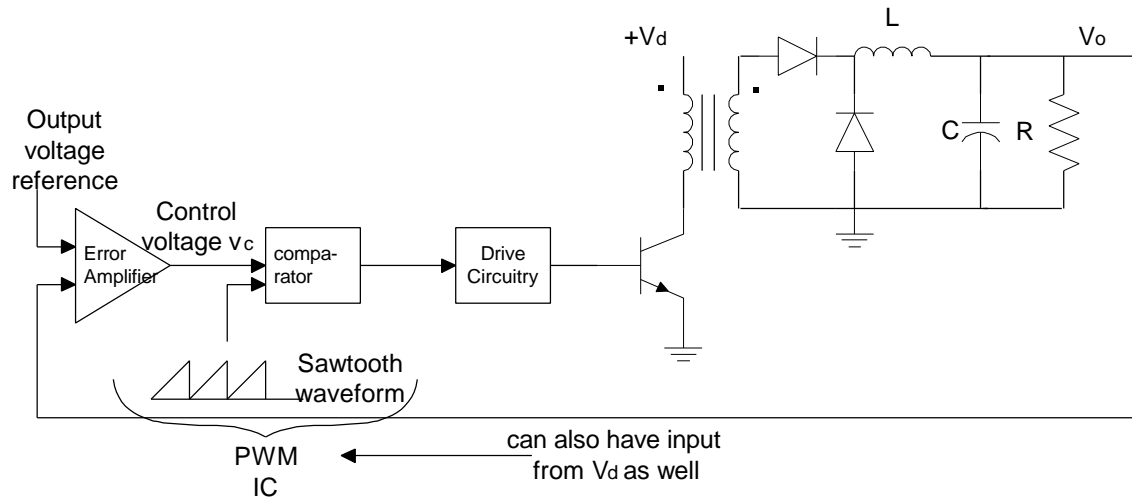 L
+Vd
Vo
C
R
Output
voltage
reference
Control
voltage vc
Error
Amplifier
compa-
rator
Drive
Circuitry
Sawtooth
waveform
PWM
IC
can also have input
from Vd as well